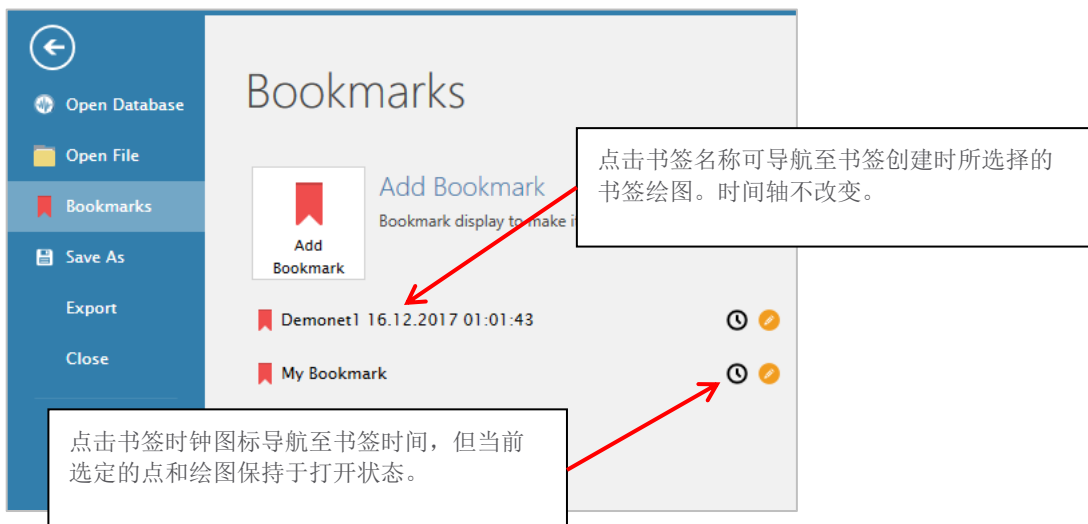 Bookmarks
Open Database
Open File
Bookmarks
Save As
Export
Close
Add Bookmark
Bookmark display to make
Add
Bookmark
点击书签名称可导航至书签创建时所选择的
书签绘图。时间轴不改变。
Demonet1 16.12.2017 01:01:43
My Bookmark
点击书签时钟图标导航至书签时间，但当前
选定的点和绘图保持于打开状态。